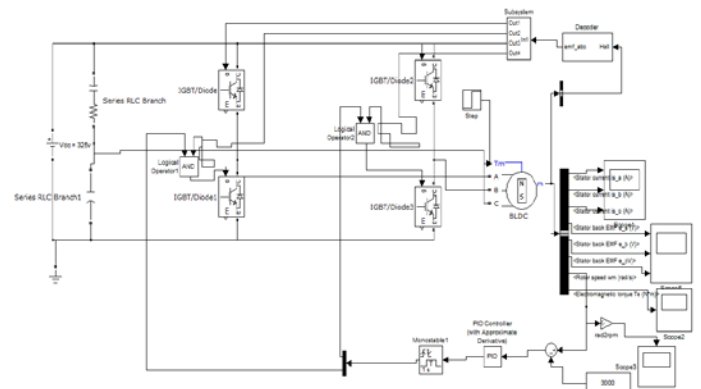 Subsystem
Out1
Out2
Out3
Out4
In1
Decoder
emf_abc
Hall
IGBT/Diode
IGBT/Diode2
Series RLC Branch
Step
Logical
Operator2
AND
Logical
Operator1
AND
Series RLC Branch1
IGBT/Diode1
IGBT/Diode3
Tm
A
B
C
m
N
S
BLDC
<Stator current is_a (A)>
<Stator current is_b (A)>
<Stator current is_c (A)>
<Stator back EMF e_a (V)>
<Stator back EMF e_b (V)>
<Stator back EMF e_c (V)>
<Rotor speed wm (rad/s)>
<Electromagnetic torque Te (N*m)>
Scope2
rad2rpm
Scope3
PID Controller
(with Approximate
Derivative)
PID
Monostable1
3000